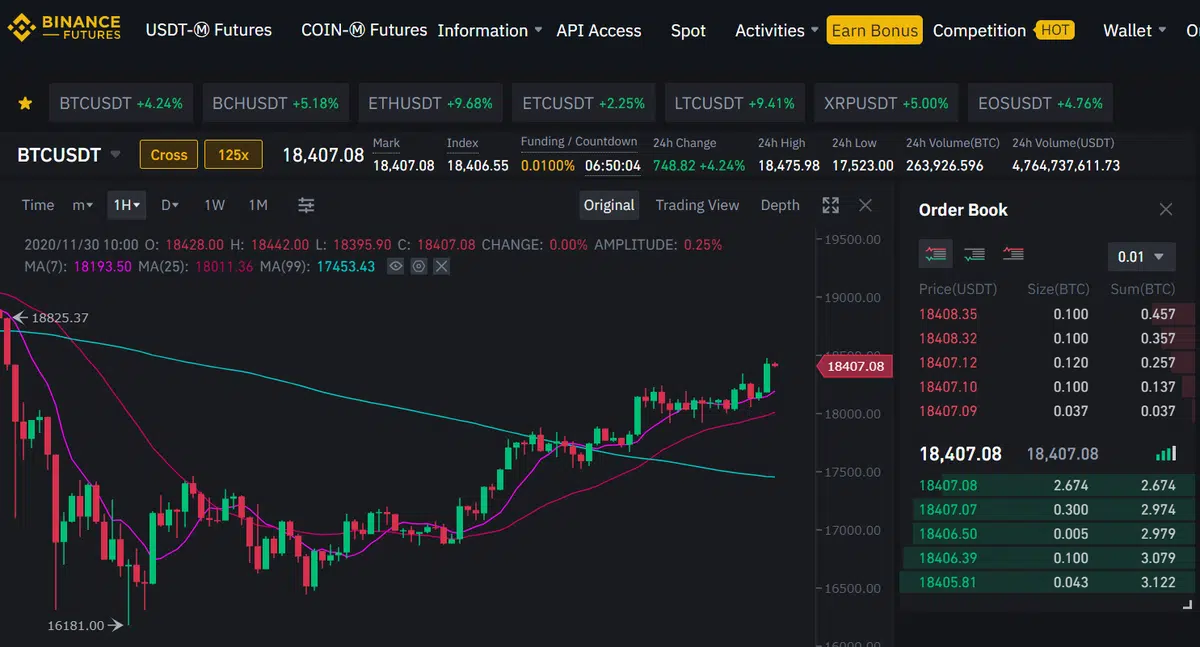 BINANCE
FUTURES
USDT-Ⓜ Futures COIN-Ⓜ Futures Information API Access Spot Activities Earn Bonus Competition HOT Wallet
BTCUSDT +4.24% BCHUSDT +5.18% ETHUSDT +9.68% ETCUSDT +2.25% LTCUSDT +9.41% XRPUSDT +5.00% EOSUSDT +4.76%
BTCUSDT Cross 125x 18,407.08
Mark
18,407.08
Index
18,406.55
Funding / Countdown
0.0100% 06:50:04
24h Change
748.82 +4.24%
24h High
18,475.98
24h Low
17,523.00
24h Volume(BTC)
263,926.596
24h Volume(USDT)
4,764,737,611.73
Time m 1H D 1W 1M Original Trading View Depth
2020/11/30 10:00 O: 18428.00 H: 18442.00 L: 18395.90 C: 18407.08 CHANGE: 0.00% AMPLITUDE: 0.25%
MA(7): 18193.50 MA(25): 18011.36 MA(99): 17453.43
18825.37
16181.00
19500.00
19000.00
18500.00
18407.08
18000.00
17500.00
17000.00
16500.00
16000.00
Order Book
0.01
Price(USDT) Size(BTC) Sum(BTC)
18408.35 0.100 0.457
18408.32 0.100 0.357
18407.12 0.120 0.257
18407.10 0.100 0.137
18407.09 0.037 0.037
18,407.08 18,407.08
18407.08 2.674 2.674
18407.07 0.300 2.974
18406.50 0.005 2.979
18406.39 0.100 3.079
18405.81 0.043 3.122